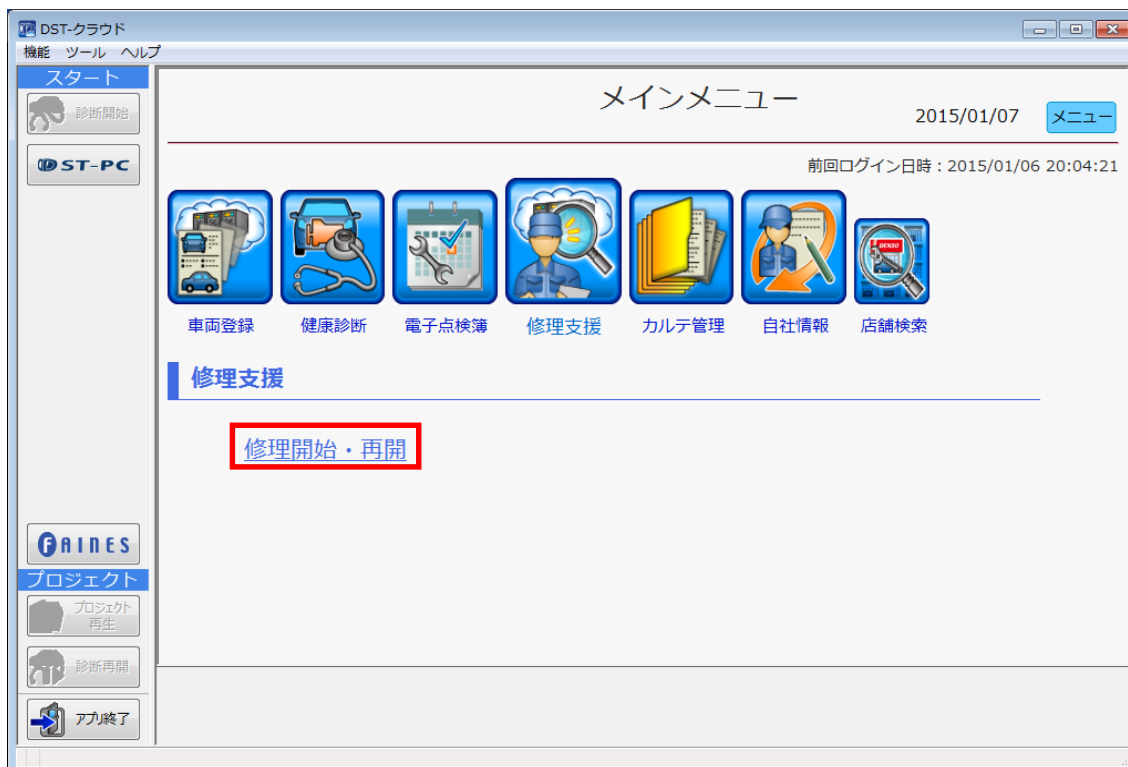 DST-クラウド
機能 ツール ヘルプ
スタート
診断開始
DST-PC
FAINES
プロジェクト
プロジェクト
再生
診断再開
アプリ終了
メインメニュー
2015/01/07 メニュー
前回ログイン日時：2015/01/06 20:04:21
DENSO
車両登録 健康診断 電子点検簿 修理支援 カルテ管理 自社情報 店舗検索
修理支援
修理開始・再開